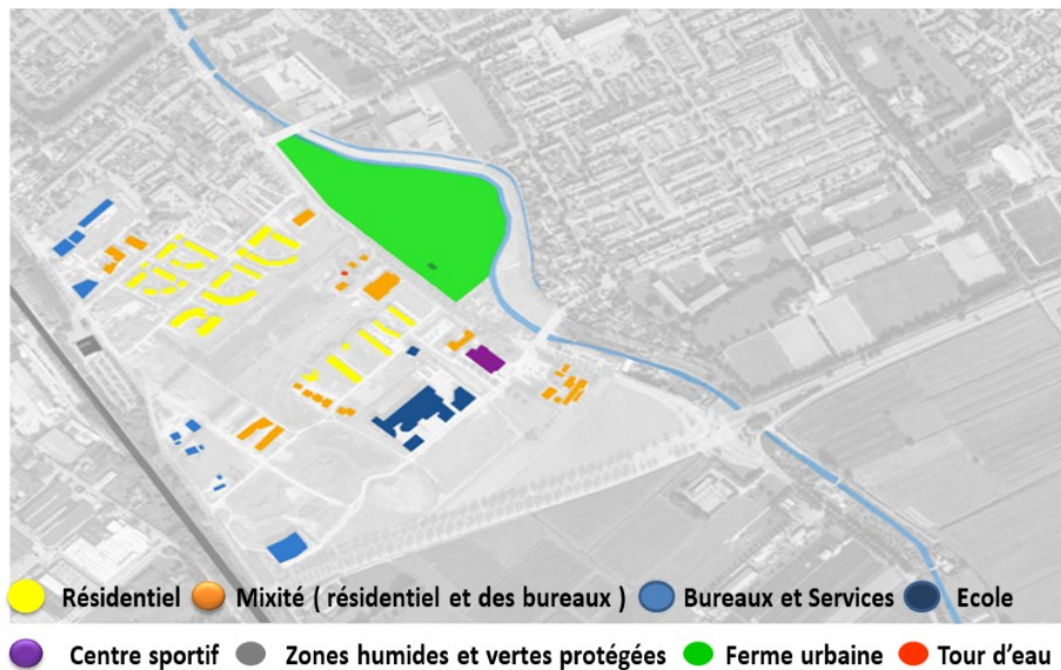 Résidentiel Mixité ( résidentiel et des bureaux ) Bureaux et Services Ecole
Centre sportif Zones humides et vertes protégées Ferme urbaine Tour d’eau